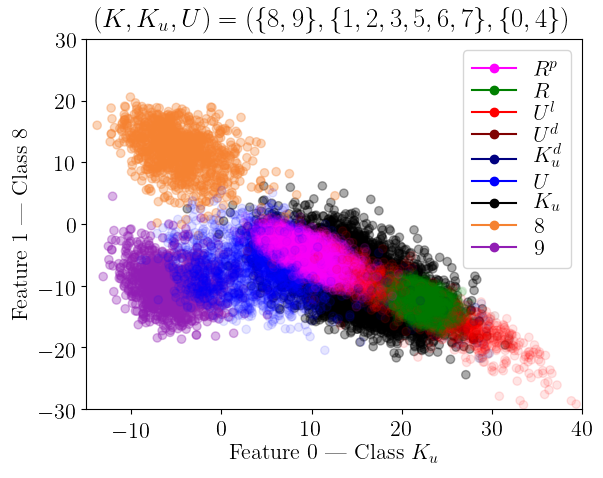 (K, K_u, U) = ({8, 9}, {1, 2, 3, 5, 6, 7}, {0, 4})
30
20
10
0
−10
−20
−30
Feature 1 — Class 8
R^p
R
U^l
U^d
K_u^d
U
K_u
8
9
−10 0 10 20 30 40
Feature 0 — Class K_u